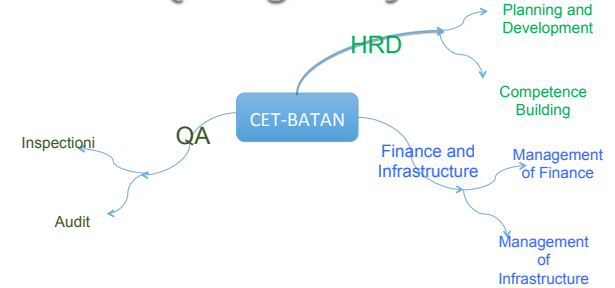 Planning and
Development
HRD
Competence
Building
CET-BATAN
QA
Inspectioni
Audit
Finance and
Infrastructure
Management
of Finance
Management
of
Infrastructure